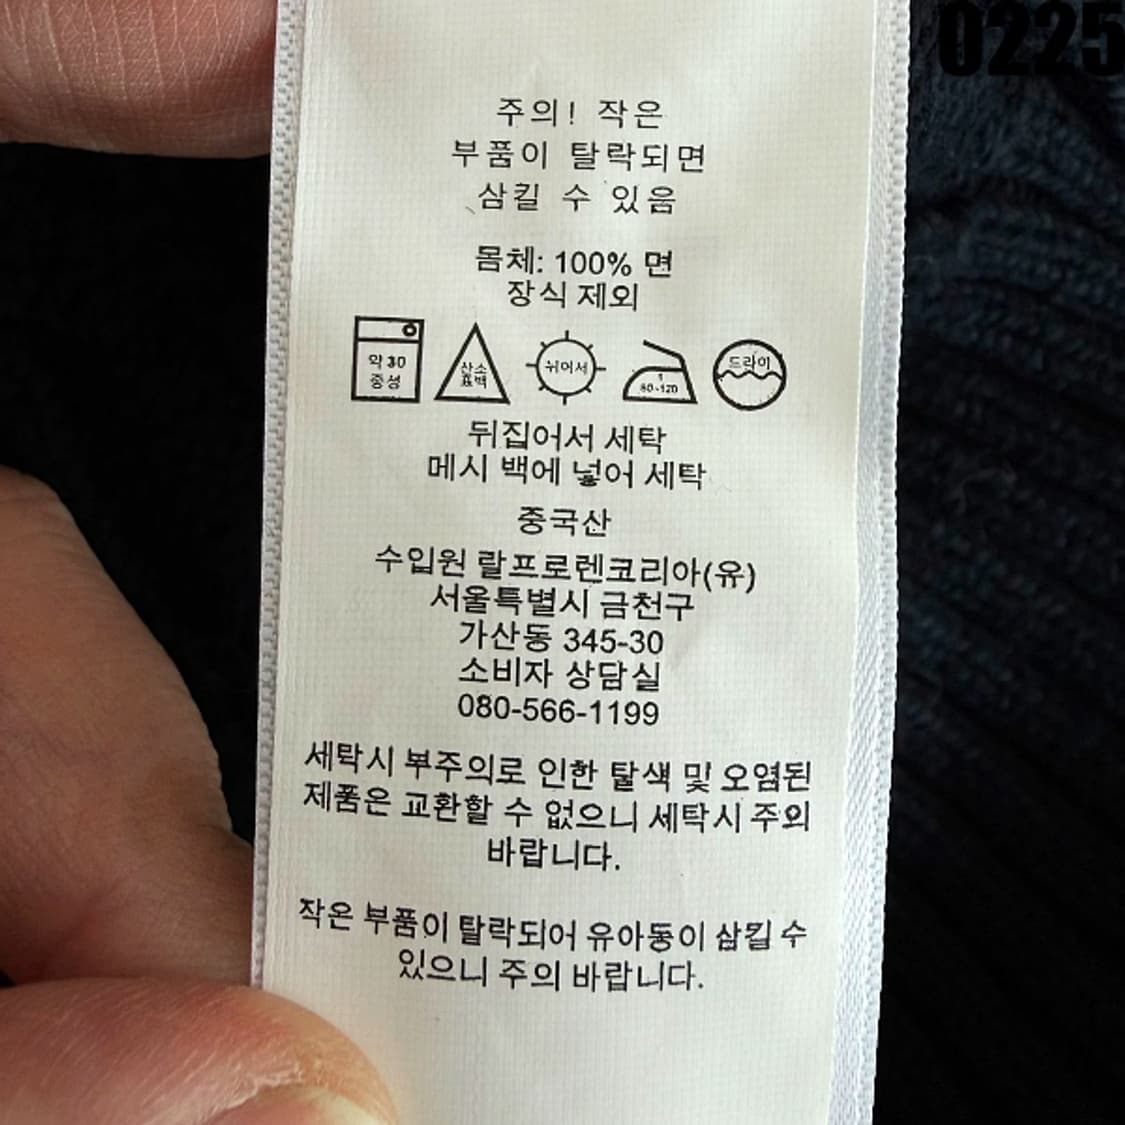 0225
주의! 작은
부품이 탈락되면
삼킬 수 있음
몸체: 100% 면
장식 제외
약 30
중성
산소
표백
뉘어서
1
80~120
드라이
뒤집어서 세탁
메시 백에 넣어 세탁
중국산
수입원 랄프로렌코리아(유)
서울특별시 금천구
가산동 345-30
소비자 상담실
080-566-1199
세탁시 부주의로 인한 탈색 및 오염된
제품은 교환할 수 없으니 세탁시 주의
바랍니다.
작은 부품이 탈락되어 유아동이 삼킬 수
있으니 주의 바랍니다.